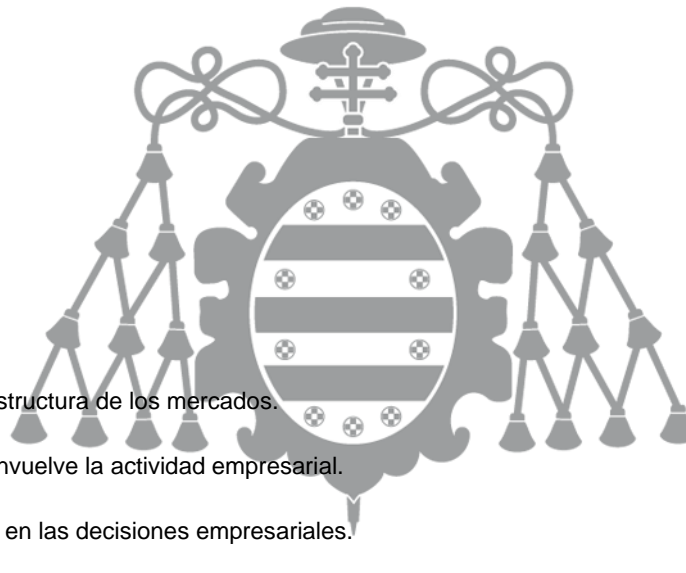 structura de los mercados.
nvuelve la actividad empresarial.
en las decisiones empresariales.